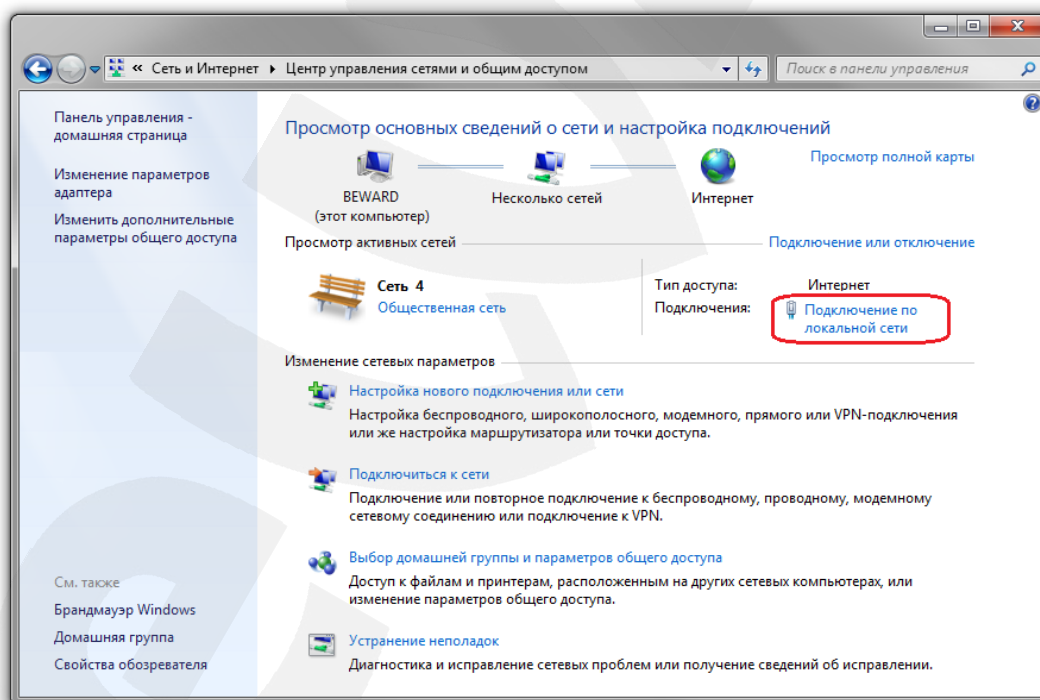 « Сеть и Интернет ▸ Центр управления сетями и общим доступом
Поиск в панели управления
Панель управления -
домашняя страница
Изменение параметров
адаптера
Изменить дополнительные
параметры общего доступа
См. также
Брандмауэр Windows
Домашняя группа
Свойства обозревателя
Просмотр основных сведений о сети и настройка подключений
Просмотр полной карты
BEWARD
(этот компьютер)
Несколько сетей
Интернет
Просмотр активных сетей
Подключение или отключение
Сеть 4
Общественная сеть
Тип доступа: Интернет
Подключения: Подключение по
локальной сети
Изменение сетевых параметров
Настройка нового подключения или сети
Настройка беспроводного, широкополосного, модемного, прямого или VPN-подключения
или же настройка маршрутизатора или точки доступа.
Подключиться к сети
Подключение или повторное подключение к беспроводному, проводному, модемному
сетевому соединению или подключение к VPN.
Выбор домашней группы и параметров общего доступа
Доступ к файлам и принтерам, расположенным на других сетевых компьютерах, или
изменение параметров общего доступа.
Устранение неполадок
Диагностика и исправление сетевых проблем или получение сведений об исправлении.